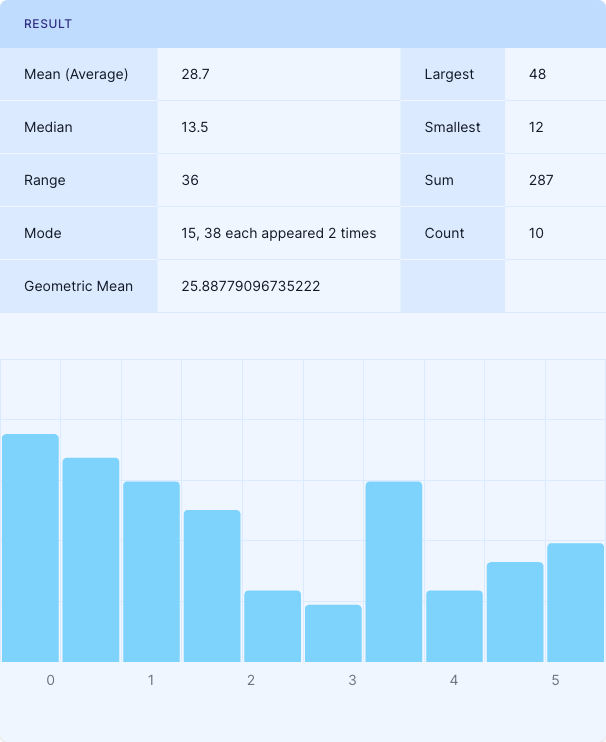 RESULT
Mean (Average) 28.7 Largest 48
Median 13.5 Smallest 12
Range 36 Sum 287
Mode 15, 38 each appeared 2 times Count 10
Geometric Mean 25.88779096735222
0 1 2 3 4 5